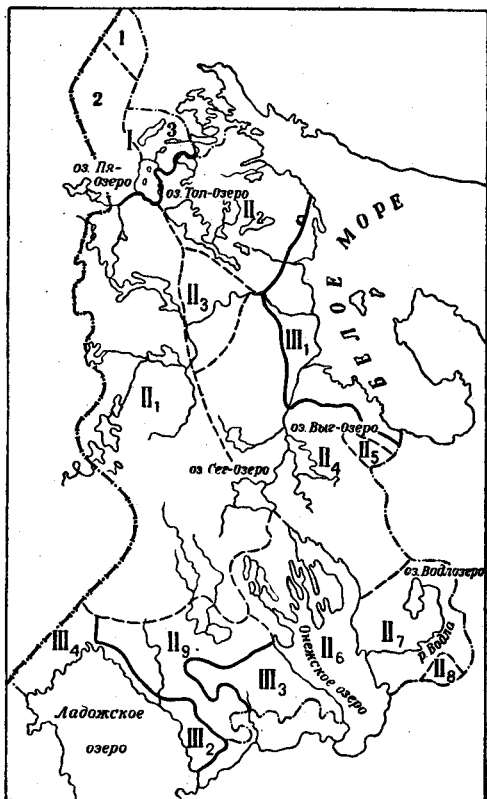 1
2
I
3
оз. Пя-
Озеро
оз. Топ-Озеро
II₂
БЕЛОЕ МОРЕ
II₃
III₁
II₁
оз. Выг-Озеро
II₅
оз. Сег-Озеро
II₄
оз. Водлозеро
III₄
II₉
Онежское озеро
II₆
II₇
р. Водла
II₈
III₃
Ладожское
озеро
III₂